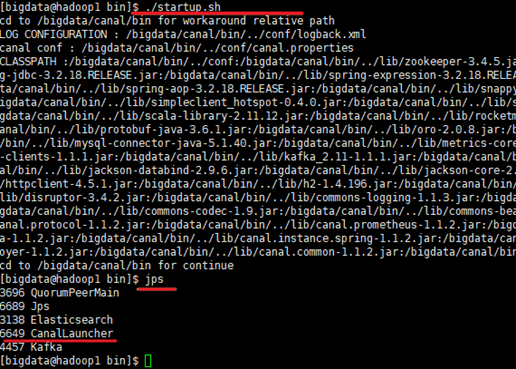 [bigdata@hadoop1 bin]$ ./startup.sh
cd to /bigdata/canal/bin for workaround relative path
LOG CONFIGURATION : /bigdata/canal/bin/../conf/logback.xml
canal conf : /bigdata/canal/bin/../conf/canal.properties
CLASSPATH :/bigdata/canal/bin/../conf:/bigdata/canal/bin/../lib/zookeeper-3.4.5.ja
g-jdbc-3.2.18.RELEASE.jar:/bigdata/canal/bin/../lib/spring-expression-3.2.18.RELEA
ta/canal/bin/../lib/spring-aop-3.2.18.RELEASE.jar:/bigdata/canal/bin/../lib/snappy
igdata/canal/bin/../lib/simpleclient_hotspot-0.4.0.jar:/bigdata/canal/bin/../lib/s
gdata/canal/bin/../lib/scala-library-2.11.12.jar:/bigdata/canal/bin/../lib/rocketm
anal/bin/../lib/protobuf-java-3.6.1.jar:/bigdata/canal/bin/../lib/oro-2.0.8.jar:/b
/bin/../lib/mysql-connector-java-5.1.40.jar:/bigdata/canal/bin/../lib/metrics-core
-clients-1.1.1.jar:/bigdata/canal/bin/../lib/kafka_2.11-1.1.1.jar:/bigdata/canal/b
al/bin/../lib/jackson-databind-2.9.6.jar:/bigdata/canal/bin/../lib/jackson-core-2.
/httpclient-4.5.1.jar:/bigdata/canal/bin/../lib/h2-1.4.196.jar:/bigdata/canal/bin/
lib/disruptor-3.4.2.jar:/bigdata/canal/bin/../lib/commons-logging-1.1.3.jar:/bigda
gdata/canal/bin/../lib/commons-codec-1.9.jar:/bigdata/canal/bin/../lib/commons-bea
anal.protocol-1.1.2.jar:/bigdata/canal/bin/../lib/canal.prometheus-1.1.2.jar:/bigd
a-1.1.2.jar:/bigdata/canal/bin/../lib/canal.instance.spring-1.1.2.jar:/bigdata/can
oyer-1.1.2.jar:/bigdata/canal/bin/../lib/canal.common-1.1.2.jar:/bigdata/canal/bin
cd to /bigdata/canal/bin for continue
[bigdata@hadoop1 bin]$ jps
3696 QuorumPeerMain
6689 Jps
3138 Elasticsearch
6649 CanalLauncher
4457 Kafka
[bigdata@hadoop1 bin]$